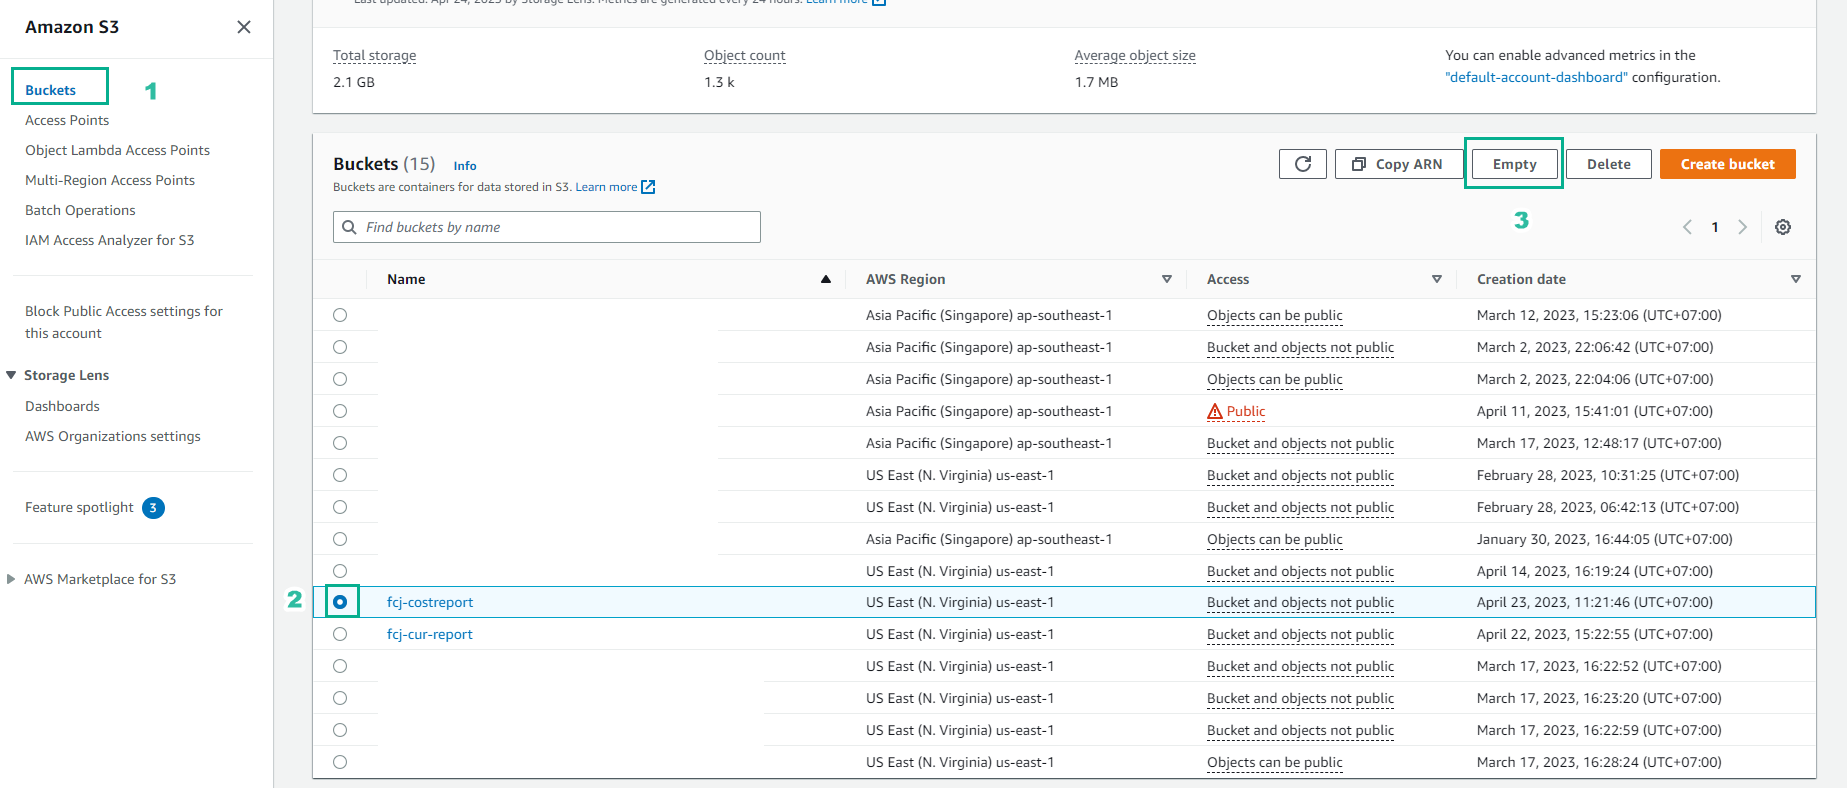 Amazon S3
Buckets
1
Access Points
Object Lambda Access Points
Multi-Region Access Points
Batch Operations
IAM Access Analyzer for S3
Block Public Access settings for
this account
Storage Lens
Dashboards
AWS Organizations settings
Feature spotlight 3
AWS Marketplace for S3
Last updated: Apr 24, 2023 by Storage Lens. Metrics are generated every 24 hours. Learn more
Total storage
2.1 GB
Object count
1.3 k
Average object size
1.7 MB
You can enable advanced metrics in the
"default-account-dashboard" configuration.
Buckets (15) Info
Buckets are containers for data stored in S3. Learn more
Copy ARN Empty Delete Create bucket
3
Find buckets by name
1
Name AWS Region Access Creation date
Asia Pacific (Singapore) ap-southeast-1 Objects can be public March 12, 2023, 15:23:06 (UTC+07:00)
Asia Pacific (Singapore) ap-southeast-1 Bucket and objects not public March 2, 2023, 22:06:42 (UTC+07:00)
Asia Pacific (Singapore) ap-southeast-1 Objects can be public March 2, 2023, 22:04:06 (UTC+07:00)
Asia Pacific (Singapore) ap-southeast-1 Public April 11, 2023, 15:41:01 (UTC+07:00)
Asia Pacific (Singapore) ap-southeast-1 Bucket and objects not public March 17, 2023, 12:48:17 (UTC+07:00)
US East (N. Virginia) us-east-1 Bucket and objects not public February 28, 2023, 10:31:25 (UTC+07:00)
US East (N. Virginia) us-east-1 Bucket and objects not public February 28, 2023, 06:42:13 (UTC+07:00)
Asia Pacific (Singapore) ap-southeast-1 Objects can be public January 30, 2023, 16:44:05 (UTC+07:00)
US East (N. Virginia) us-east-1 Bucket and objects not public April 14, 2023, 16:19:24 (UTC+07:00)
2 fcj-costreport US East (N. Virginia) us-east-1 Bucket and objects not public April 23, 2023, 11:21:46 (UTC+07:00)
fcj-cur-report US East (N. Virginia) us-east-1 Bucket and objects not public April 22, 2023, 15:22:55 (UTC+07:00)
US East (N. Virginia) us-east-1 Bucket and objects not public March 17, 2023, 16:22:52 (UTC+07:00)
US East (N. Virginia) us-east-1 Bucket and objects not public March 17, 2023, 16:23:20 (UTC+07:00)
US East (N. Virginia) us-east-1 Bucket and objects not public March 17, 2023, 16:22:59 (UTC+07:00)
US East (N. Virginia) us-east-1 Objects can be public March 17, 2023, 16:28:24 (UTC+07:00)